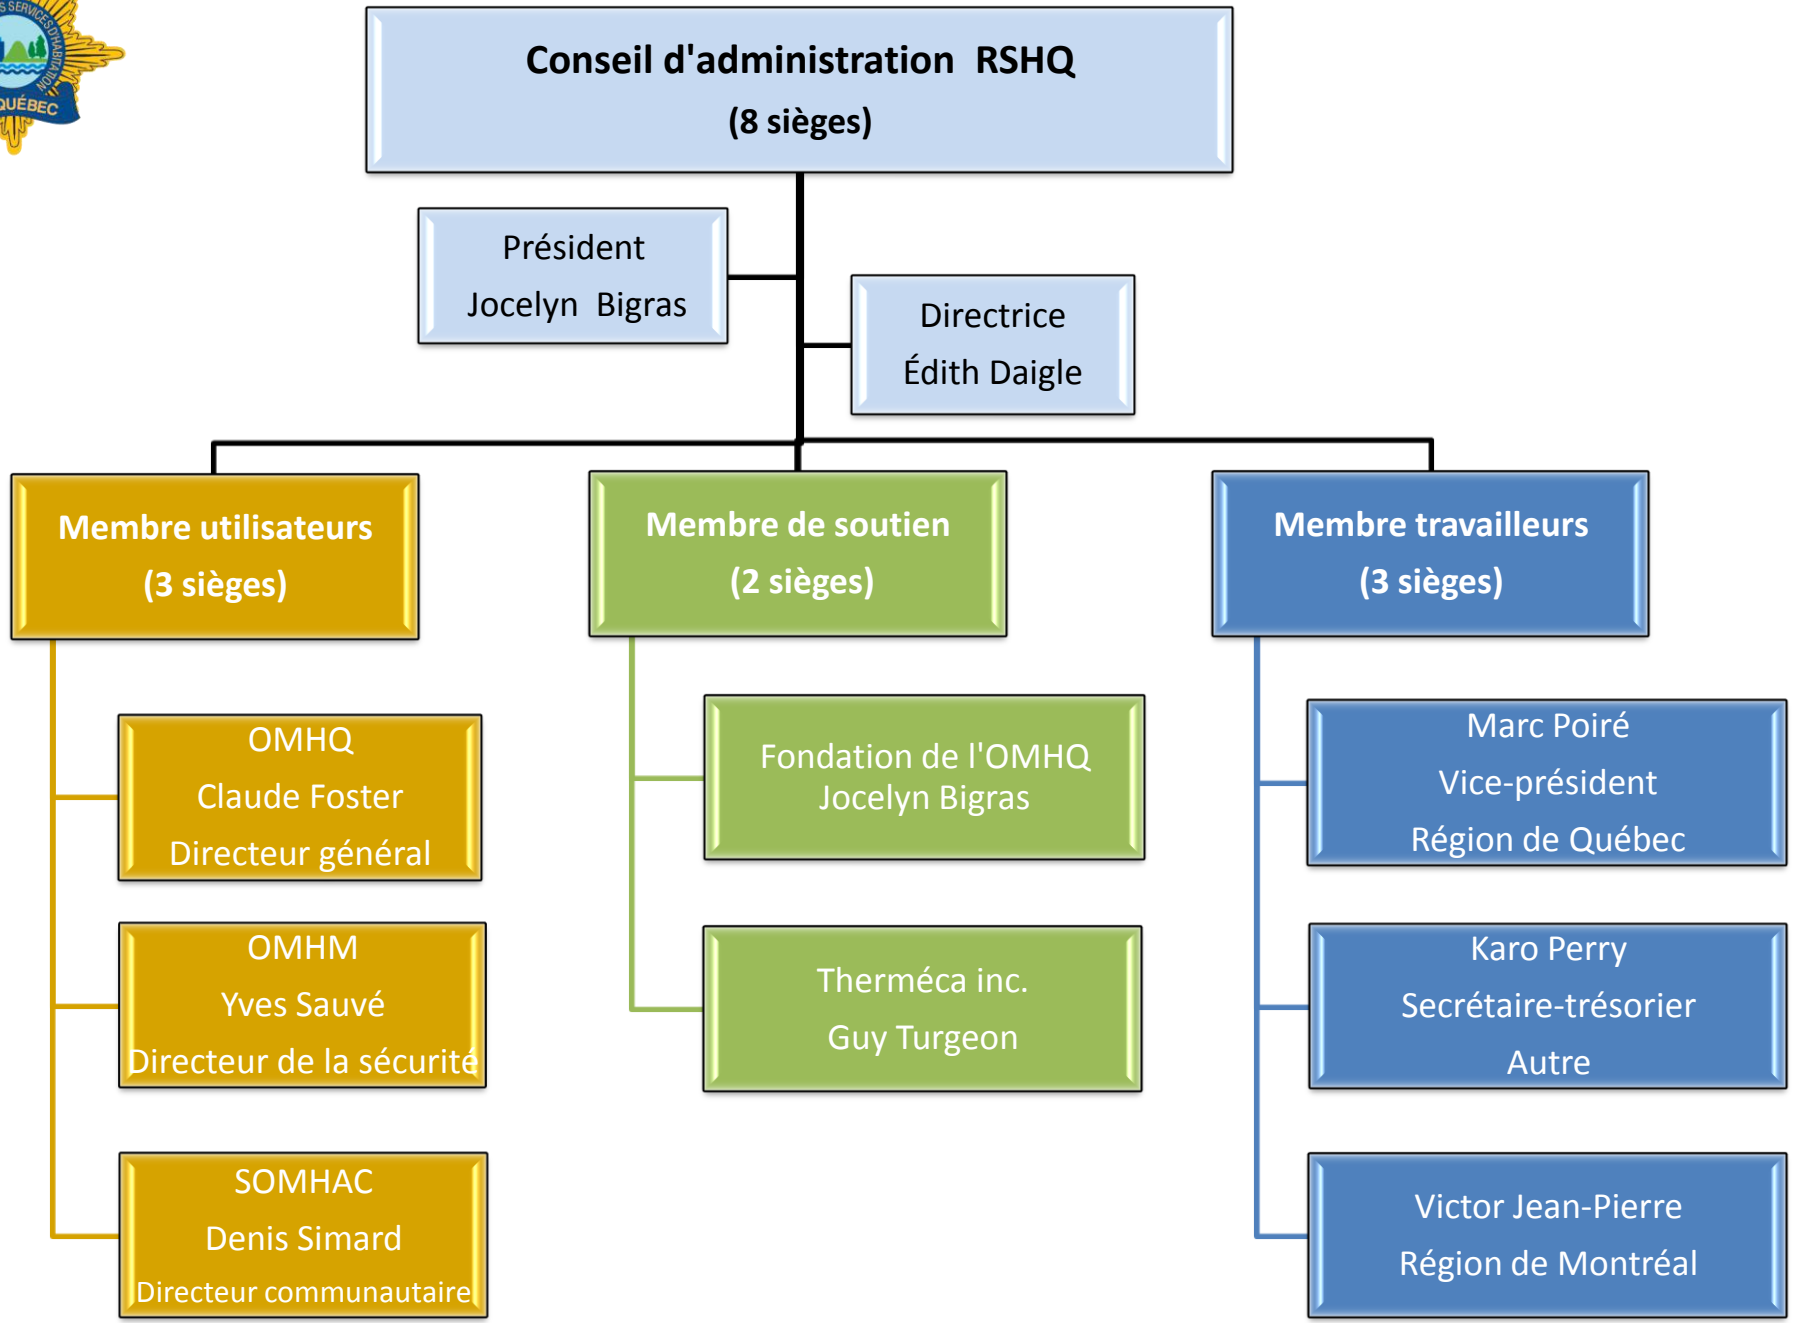 S SERVICES D'HABITATION
QUÉBEC
Conseil d'administration  RSHQ
(8 sièges)
Président
Jocelyn  Bigras
Directrice
Édith Daigle
Membre utilisateurs
(3 sièges)
OMHQ
Claude Foster
Directeur général
OMHM
Yves Sauvé
Directeur de la sécurité
SOMHAC
Denis Simard
Directeur communautaire
Membre de soutien
(2 sièges)
Fondation de l'OMHQ
Jocelyn Bigras
Therméca inc.
Guy Turgeon
Membre travailleurs
(3 sièges)
Marc Poiré
Vice-président
Région de Québec
Karo Perry
Secrétaire-trésorier
Autre
Victor Jean-Pierre
Région de Montréal